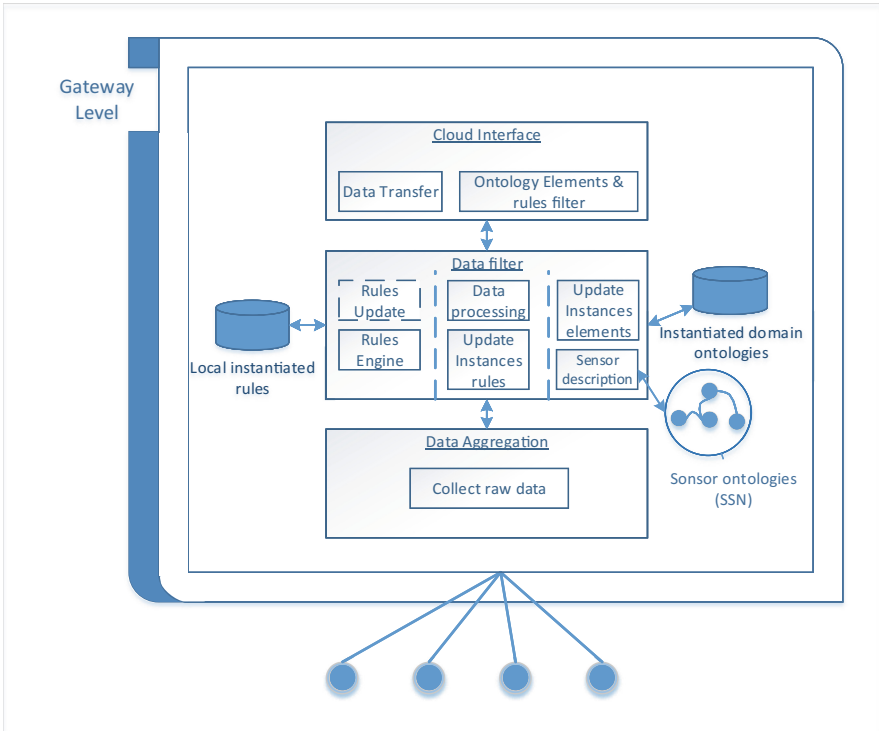 Gateway
Level
Cloud Interface
Data Transfer
Ontology Elements &
rules filter
Data filter
Rules
Update
Data
processing
Update
Instances
elements
Rules
Engine
Update
Instances
rules
Sensor
description
Local instantiated
rules
Instantiated domain
ontologies
Sonsor ontologies
(SSN)
Data Aggregation
Collect raw data